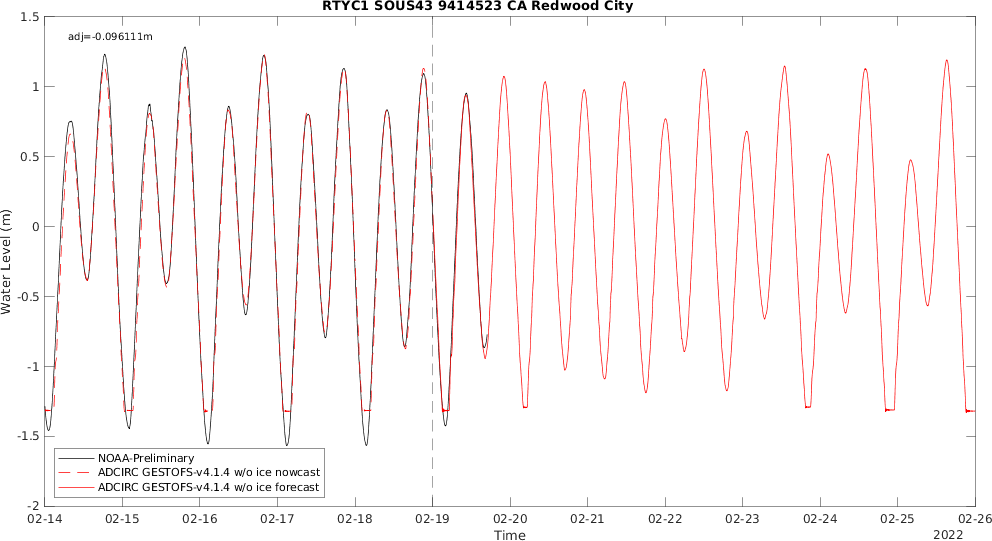 RTYC1 SOUS43 9414523 CA Redwood City
adj=-0.096111m
1.5
1
0.5
0
-0.5
-1
-1.5
-2
Water Level (m)
NOAA-Preliminary
ADCIRC GESTOFS-v4.1.4 w/o ice nowcast
ADCIRC GESTOFS-v4.1.4 w/o ice forecast
02-14 02-15 02-16 02-17 02-18 02-19 02-20 02-21 02-22 02-23 02-24 02-25 02-26
Time
2022